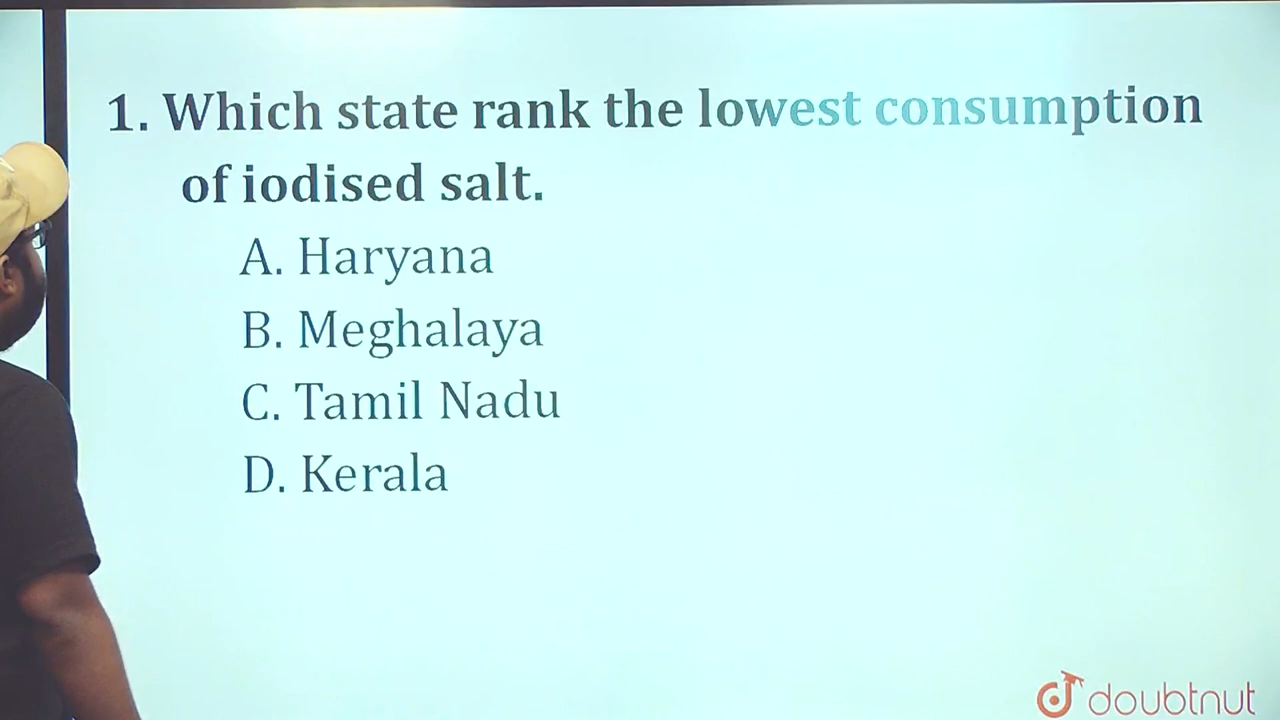 1. Which state rank the lowest consumption
of iodised salt.
A. Haryana
B. Meghalaya
C. Tamil Nadu
D. Kerala
doubtnut